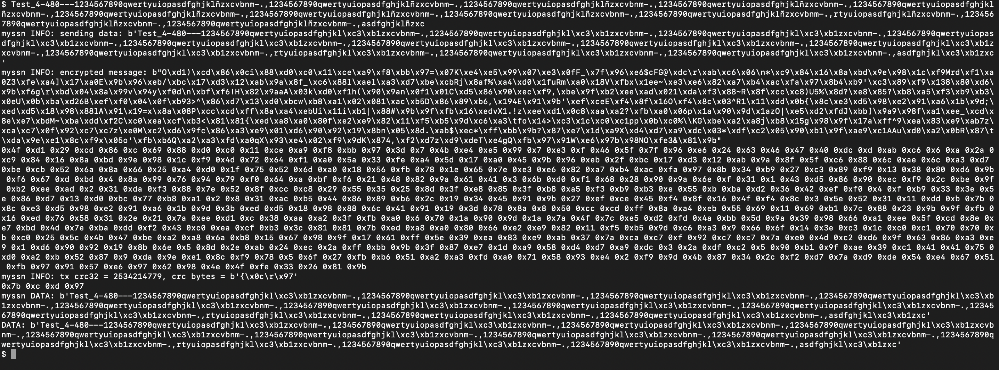 $ Test_4-480---1234567890qwertyuiopasdfghjklñzxcvbnm-.,1234567890qwertyuiopasdfghjklñzxcvbnm-.,1234567890qwertyuiopasdfghjklñzxcvbnm-.,1234567890qwertyuiopasdfghjklñzxcvbnm-.,1234567890qwertyuiopasdfghjkl
ñzxcvbnm-.,1234567890qwertyuiopasdfghjklñzxcvbnm-.,1234567890qwertyuiopasdfghjklñzxcvbnm-.,1234567890qwertyuiopasdfghjklñzxcvbnm-.,1234567890qwertyuiopasdfghjklñzxcvbnm-.,rtyuiopasdfghjklñzxcvbnm-.,123456
7890qwertyuiopasdfghjklñzxcvbnm-.,1234567890qwertyuiopasdfghjklñzxcvbnm-.,asdfghjklñzxc
myssn INFO: sending data: b'Test_4-480---1234567890qwertyuiopasdfghjkl\xc3\xb1zxcvbnm-.,1234567890qwertyuiopasdfghjkl\xc3\xb1zxcvbnm-.,1234567890qwertyuiopasdfghjkl\xc3\xb1zxcvbnm-.,1234567890qwertyuiopas
dfghjkl\xc3\xb1zxcvbnm-.,1234567890qwertyuiopasdfghjkl\xc3\xb1zxcvbnm-.,1234567890qwertyuiopasdfghjkl\xc3\xb1zxcvbnm-.,1234567890qwertyuiopasdfghjkl\xc3\xb1zxcvbnm-.,1234567890qwertyuiopasdfghjkl\xc3\xb1z
xcvbnm-.,1234567890qwertyuiopasdfghjkl\xc3\xb1zxcvbnm-.,rtyuiopasdfghjkl\xc3\xb1zxcvbnm-.,1234567890qwertyuiopasdfghjkl\xc3\xb1zxcvbnm-.,1234567890qwertyuiopasdfghjkl\xc3\xb1zxcvbnm-.,asdfghjkl\xc3\xb1zxc
'
myssn INFO: encrypted message: b"O\xd1)\xcd\x86\x0ci\x88\xd0\xc0\x11\xce\xa9\xf8\xbb\x97=\x07K\xe4\xe5\x99\x07\xe3\x0fF_\x7f\x96\xe6$cFG@\xdc\r\xab\xc6\x06\n*\xc9\x84\x16\x8a\xbd\x9e\x98\x1c\xf9Mrd\xf1\xa
0Z3\xfe\xa4]\x17\xa0E\x9b\x96\xeb/\xbc\x17\xd3\x12\xab\x9a\x8f_\xc6\x88l\xael\xa3\xd7\xbe\xcbRj\x8af%\xa4\xd0\x1fuRm\xa0\x18V\xfbx\x1ee~\xe3\xe6\x82\xa7\xb4\xac\xfa\x97\x8b4\xb9'\xc3\x89\xf9\x138\x80\xd6\
x9b\xf6g\r\xbd\x04\x8a\x99v\x94y\xf0d\n\xbf\xf6!H\x82\x9aaA\x03k\xd0\xf1h(\x90\x9an\x0f1\x01C\xd5\x86\x90\xec\xf9,\xbe\x9f\xb2\xee\xad\x021\xda\xf3\x88~R\x8f\xcc\xc8)U5%\x8d?\xe8\x85?\xb8\xa5\xf3\xb9\xb3\
x0eU\x0b\xba\xd26B\xef\xf0\x04\x0f\xb93>^\x86\xd7\x13\xd0\xbcw\xb8\xa1\x02\x081\xac\xb5D\x86\x89\xb6,\x194E\x91\x9b'\xef\xceE\xf4\x8f\x16O\xf4\x8c\x03^R1\x11\xdd\x0b{\x8c\xe3\xd5\x98\xe2\x91\xa6\x1b\x9d;\
xed\xd5\x18\x98\x88lA\x91\x19=x\x8a\x08P\xcc\xcd\xff\x8a\xa4\xebUi\x11i\xb1|\x88#\x9b\x9f\xfb\x16\xedvX1.!z\xee\xd1\x0c8\xaa\xa2?\xfb\xa0\x06p\x1a\x90\x9d\x1azO|\xe5\xd2\xfdJ\xbb]\x9a9\x98f\xa1\xee_\xcd\x
8e\xe7\xbdM~\xba\xdd\xf2C\xc0\xea\xcf\xb3<\x81\x81{\xed\xa8\xa0\x80f\xe2\xe9\x82\x11\xf5\xb5\x9d\xc6\xa3\tfo\x14>\xc3\x1c\xc0\xc1pp\x0b\xc0%\\KG\xbe\xa2\xa8j\xb8\x15g\x98\x9f\x17a\xff^9\xea\x83\xe9\xab7z\
xca\xc7\x0f\x92\xc7\xc7z\xe0M\xc2\xd6\x9fc\x86\xa3\xe9\x01\xd6\x90\x92\x19\x8bn\x05\x8d.\xab$\xec*\xff\xbb\x9b?\x87\xe7\x1d\xa9X\xd4\xd7\xa9\xdc\x03*\xdf\xc2\x05\x90\xb1\x9f\xae9\xc1AAu\xd0\xa2\x0bR\x87\t
\xda\x9e\xe1\x8c\xf9x\x05o'\xfb\xb6Q\xa2\xa3\xfd\xa0qX\x93\xe4\x02\xf9\x9dK\x874,\xf2\xd7z\xd9\xdeT\xe4gQ\xfb\x97\x91W\xe6\x97b\x98NO\xfe3&\x81\x9b"
0x4f 0xd1 0x29 0xcd 0x86 0xc 0x69 0x88 0xd0 0xc0 0x11 0xce 0xa9 0xf8 0xbb 0x97 0x3d 0x7 0x4b 0xe4 0xe5 0x99 0x7 0xe3 0xf 0x46 0x5f 0x7f 0x96 0xe6 0x24 0x63 0x46 0x47 0x40 0xdc 0xd 0xab 0xc6 0x6 0xa 0x2a 0
xc9 0x84 0x16 0x8a 0xbd 0x9e 0x98 0x1c 0xf9 0x4d 0x72 0x64 0xf1 0xa0 0x5a 0x33 0xfe 0xa4 0x5d 0x17 0xa0 0x45 0x9b 0x96 0xeb 0x2f 0xbc 0x17 0xd3 0x12 0xab 0x9a 0x8f 0x5f 0xc6 0x88 0x6c 0xae 0x6c 0xa3 0xd7
0xbe 0xcb 0x52 0x6a 0x8a 0x66 0x25 0xa4 0xd0 0x1f 0x75 0x52 0x6d 0xa0 0x18 0x56 0xfb 0x78 0x1e 0x65 0x7e 0xe3 0xe6 0x82 0xa7 0xb4 0xac 0xfa 0x97 0x8b 0x34 0xb9 0x27 0xc3 0x89 0xf9 0x13 0x38 0x80 0xd6 0x9b
0xf6 0x67 0xd 0xbd 0x4 0x8a 0x99 0x76 0x94 0x79 0xf0 0x64 0xa 0xbf 0xf6 0x21 0x48 0x82 0x9a 0x61 0x41 0x3 0x6b 0xd0 0xf1 0x68 0x28 0x90 0x9a 0x6e 0xf 0x31 0x1 0x43 0xd5 0x86 0x90 0xec 0xf9 0x2c 0xbe 0x9f
0xb2 0xee 0xad 0x2 0x31 0xda 0xf3 0x88 0x7e 0x52 0x8f 0xcc 0xc8 0x29 0x55 0x35 0x25 0x8d 0x3f 0xe8 0x85 0x3f 0xb8 0xa5 0xf3 0xb9 0xb3 0xe 0x55 0xb 0xba 0xd2 0x36 0x42 0xef 0xf0 0x4 0xf 0xb9 0x33 0x3e 0x5
e 0x86 0xd7 0x13 0xd0 0xbc 0x77 0xb8 0xa1 0x2 0x8 0x31 0xac 0xb5 0x44 0x86 0x89 0xb6 0x2c 0x19 0x34 0x45 0x91 0x9b 0x27 0xef 0xce 0x45 0xf4 0x8f 0x16 0x4f 0xf4 0x8c 0x3 0x5e 0x52 0x31 0x11 0xdd 0xb 0x7b 0
x8c 0xe3 0xd5 0x98 0xe2 0x91 0xa6 0x1b 0x9d 0x3b 0xed 0xd5 0x18 0x98 0x88 0x6c 0x41 0x91 0x19 0x3d 0x78 0x8a 0x8 0x50 0xcc 0xcd 0xff 0x8a 0xa4 0xeb 0x55 0x69 0x11 0x69 0xb1 0x7c 0x88 0x23 0x9b 0x9f 0xfb 0
x16 0xed 0x76 0x58 0x31 0x2e 0x21 0x7a 0xee 0xd1 0xc 0x38 0xaa 0xa2 0x3f 0xfb 0xa0 0x6 0x70 0x1a 0x90 0x9d 0x1a 0x7a 0x4f 0x7c 0xe5 0xd2 0xfd 0x4a 0xbb 0x5d 0x9a 0x39 0x98 0x66 0xa1 0xee 0x5f 0xcd 0x8e 0x
e7 0xbd 0x4d 0x7e 0xba 0xdd 0xf2 0x43 0xc0 0xea 0xcf 0xb3 0x3c 0x81 0x81 0x7b 0xed 0xa8 0xa0 0x80 0x66 0xe2 0xe9 0x82 0x11 0xf5 0xb5 0x9d 0xc6 0xa3 0x9 0x66 0x6f 0x14 0x3e 0xc3 0x1c 0xc0 0xc1 0x70 0x70 0x
b 0xc0 0x25 0x5c 0x4b 0x47 0xbe 0xa2 0xa8 0x6a 0xb8 0x15 0x67 0x98 0x9f 0x17 0x61 0xff 0x5e 0x39 0xea 0x83 0xe9 0xab 0x37 0x7a 0xca 0xc7 0xf 0x92 0xc7 0xc7 0x7a 0xe0 0x4d 0xc2 0xd6 0x9f 0x63 0x86 0xa3 0xe
9 0x1 0xd6 0x90 0x92 0x19 0x8b 0x6e 0x5 0x8d 0x2e 0xab 0x24 0xec 0x2a 0xff 0xbb 0x9b 0x3f 0x87 0xe7 0x1d 0xa9 0x58 0xd4 0xd7 0xa9 0xdc 0x3 0x2a 0xdf 0xc2 0x5 0x90 0xb1 0x9f 0xae 0x39 0xc1 0x41 0x41 0x75 0
xd0 0xa2 0xb 0x52 0x87 0x9 0xda 0x9e 0xe1 0x8c 0xf9 0x78 0x5 0x6f 0x27 0xfb 0xb6 0x51 0xa2 0xa3 0xfd 0xa0 0x71 0x58 0x93 0xe4 0x2 0xf9 0x9d 0x4b 0x87 0x34 0x2c 0xf2 0xd7 0x7a 0xd9 0xde 0x54 0xe4 0x67 0x51
0xfb 0x97 0x91 0x57 0xe6 0x97 0x62 0x98 0x4e 0x4f 0xfe 0x33 0x26 0x81 0x9b
myssn INFO: tx crc32 = 2534214779, crc bytes = b'{\x0c\r\x97'
0x7b 0xc 0xd 0x97
myssn DATA: b'Test_4-480---1234567890qwertyuiopasdfghjkl\xc3\xb1zxcvbnm-.,1234567890qwertyuiopasdfghjkl\xc3\xb1zxcvbnm-.,1234567890qwertyuiopasdfghjkl\xc3\xb1zxcvbnm-.,1234567890qwertyuiopasdfghjkl\xc3\xb
1zxcvbnm-.,1234567890qwertyuiopasdfghjkl\xc3\xb1zxcvbnm-.,1234567890qwertyuiopasdfghjkl\xc3\xb1zxcvbnm-.,1234567890qwertyuiopasdfghjkl\xc3\xb1zxcvbnm-.,1234567890qwertyuiopasdfghjkl\xc3\xb1zxcvbnm-.,12345
67890qwertyuiopasdfghjkl\xc3\xb1zxcvbnm-.,rtyuiopasdfghjkl\xc3\xb1zxcvbnm-.,1234567890qwertyuiopasdfghjkl\xc3\xb1zxcvbnm-.,1234567890qwertyuiopasdfghjkl\xc3\xb1zxcvbnm-.,asdfghjkl\xc3\xb1zxc'
DATA: b'Test_4-480---1234567890qwertyuiopasdfghjkl\xc3\xb1zxcvbnm-.,1234567890qwertyuiopasdfghjkl\xc3\xb1zxcvbnm-.,1234567890qwertyuiopasdfghjkl\xc3\xb1zxcvbnm-.,1234567890qwertyuiopasdfghjkl\xc3\xb1zxcvb
nm-.,1234567890qwertyuiopasdfghjkl\xc3\xb1zxcvbnm-.,1234567890qwertyuiopasdfghjkl\xc3\xb1zxcvbnm-.,1234567890qwertyuiopasdfghjkl\xc3\xb1zxcvbnm-.,1234567890qwertyuiopasdfghjkl\xc3\xb1zxcvbnm-.,1234567890q
wertyuiopasdfghjkl\xc3\xb1zxcvbnm-.,rtyuiopasdfghjkl\xc3\xb1zxcvbnm-.,1234567890qwertyuiopasdfghjkl\xc3\xb1zxcvbnm-.,1234567890qwertyuiopasdfghjkl\xc3\xb1zxcvbnm-.,asdfghjkl\xc3\xb1zxc'
$